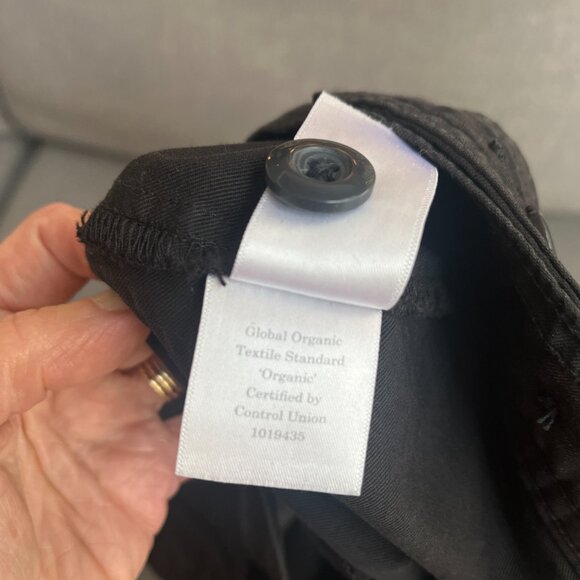 Global Organic
Textile Standard
'Organic'
Certified by
Control Union
1019435